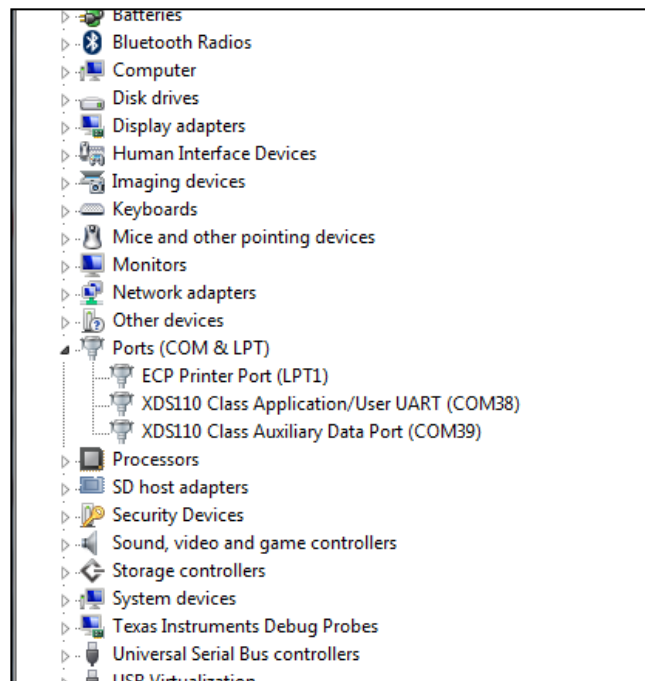 Batteries
Bluetooth Radios
Computer
Disk drives
Display adapters
Human Interface Devices
Imaging devices
Keyboards
Mice and other pointing devices
Monitors
Network adapters
Other devices
Ports (COM & LPT)
ECP Printer Port (LPT1)
XDS110 Class Application/User UART (COM38)
XDS110 Class Auxiliary Data Port (COM39)
Processors
SD host adapters
Security Devices
Sound, video and game controllers
Storage controllers
System devices
Texas Instruments Debug Probes
Universal Serial Bus controllers
USB Virtualization